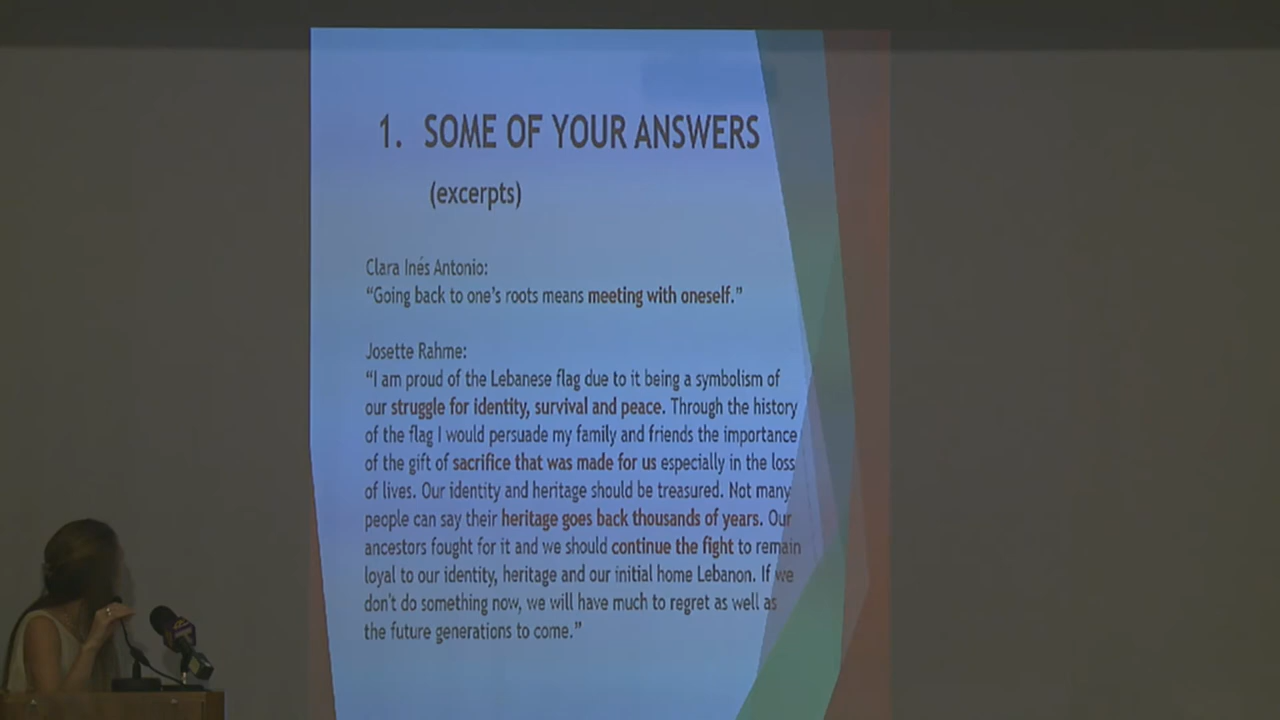 1. SOME OF YOUR ANSWERS
(excerpts)
Clara Inés Antonio:
“Going back to one’s roots means meeting with oneself.”
Josette Rahme:
“I am proud of the Lebanese flag due to it being a symbolism of
our struggle for identity, survival and peace. Through the history
of the flag I would persuade my family and friends the importance
of the gift of sacrifice that was made for us especially in the loss
of lives. Our identity and heritage should be treasured. Not many
people can say their heritage goes back thousands of years. Our
ancestors fought for it and we should continue the fight to remain
loyal to our identity, heritage and our initial home Lebanon. If we
don't do something now, we will have much to regret as well as
the future generations to come.”